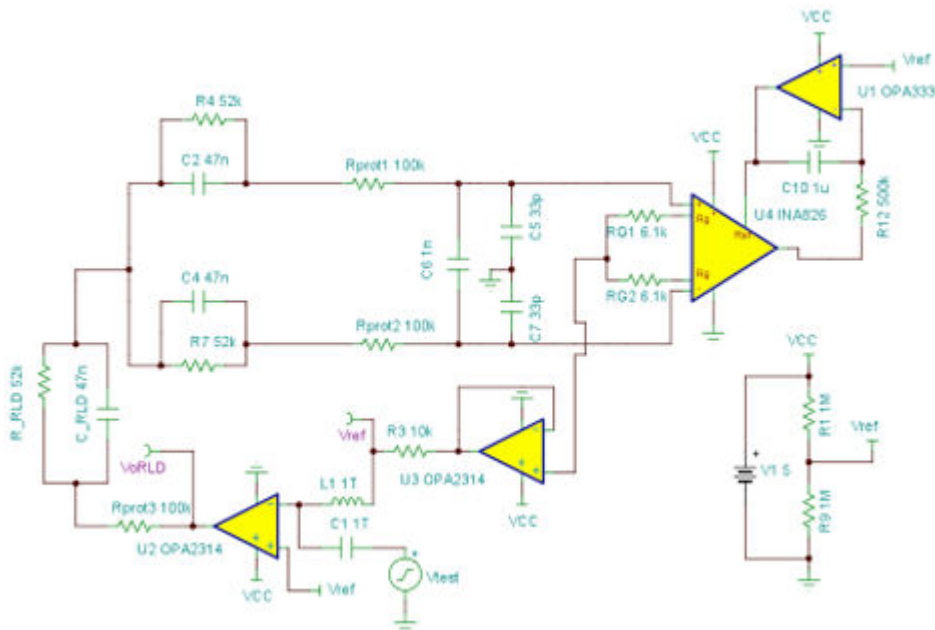 VCC
Vref
U1 OPA333
R4 52k
C2 47n
Rprot1 100k
VCC
C10 1u
R12 500k
C5 33p
RG1 6.1k
Rg
Ref
U4 INA826
C6 1n
RG2 6.1k
Rg
C4 47n
C7 33p
R7 52k
Rprot2 100k
VCC
R_RLD 52k
C_RLD 47n
R1 1M
Vref
V1 5
R9 1M
Vref
R3 10k
U3 OPA2314
VCC
VoRLD
L1 1T
C1 1T
Rprot3 100k
U2 OPA2314
VCC
Vref
Vtest